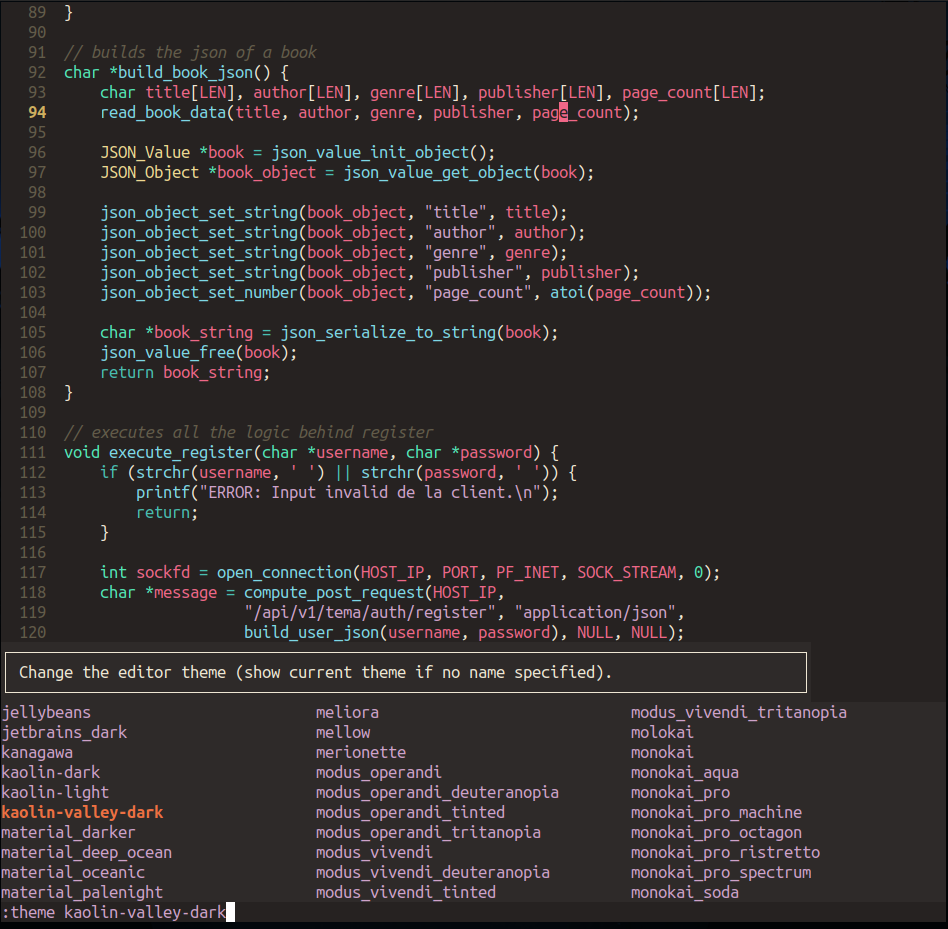 89 }
90
91 // builds the json of a book
92 char *build_book_json() {
93     char title[LEN], author[LEN], genre[LEN], publisher[LEN], page_count[LEN];
94     read_book_data(title, author, genre, publisher, page_count);
95
96     JSON_Value *book = json_value_init_object();
97     JSON_Object *book_object = json_value_get_object(book);
98
99     json_object_set_string(book_object, "title", title);
100     json_object_set_string(book_object, "author", author);
101     json_object_set_string(book_object, "genre", genre);
102     json_object_set_string(book_object, "publisher", publisher);
103     json_object_set_number(book_object, "page_count", atoi(page_count));
104
105     char *book_string = json_serialize_to_string(book);
106     json_value_free(book);
107     return book_string;
108 }
109
110 // executes all the logic behind register
111 void execute_register(char *username, char *password) {
112     if (strchr(username, ' ') || strchr(password, ' ')) {
113         printf("ERROR: Input invalid de la client.\n");
114         return;
115     }
116
117     int sockfd = open_connection(HOST_IP, PORT, PF_INET, SOCK_STREAM, 0);
118     char *message = compute_post_request(HOST_IP,
119                     "/api/v1/tema/auth/register", "application/json",
120                     build_user_json(username, password), NULL, NULL);
Change the editor theme (show current theme if no name specified).
jellybeans meliora modus_vivendi_tritanopia
jetbrains_dark mellow molokai
kanagawa merionette monokai
kaolin-dark modus_operandi monokai_aqua
kaolin-light modus_operandi_deuteranopia monokai_pro
kaolin-valley-dark modus_operandi_tinted monokai_pro_machine
material_darker modus_operandi_tritanopia monokai_pro_octagon
material_deep_ocean modus_vivendi monokai_pro_ristretto
material_oceanic modus_vivendi_deuteranopia monokai_pro_spectrum
material_palenight modus_vivendi_tinted monokai_soda
:theme kaolin-valley-dark